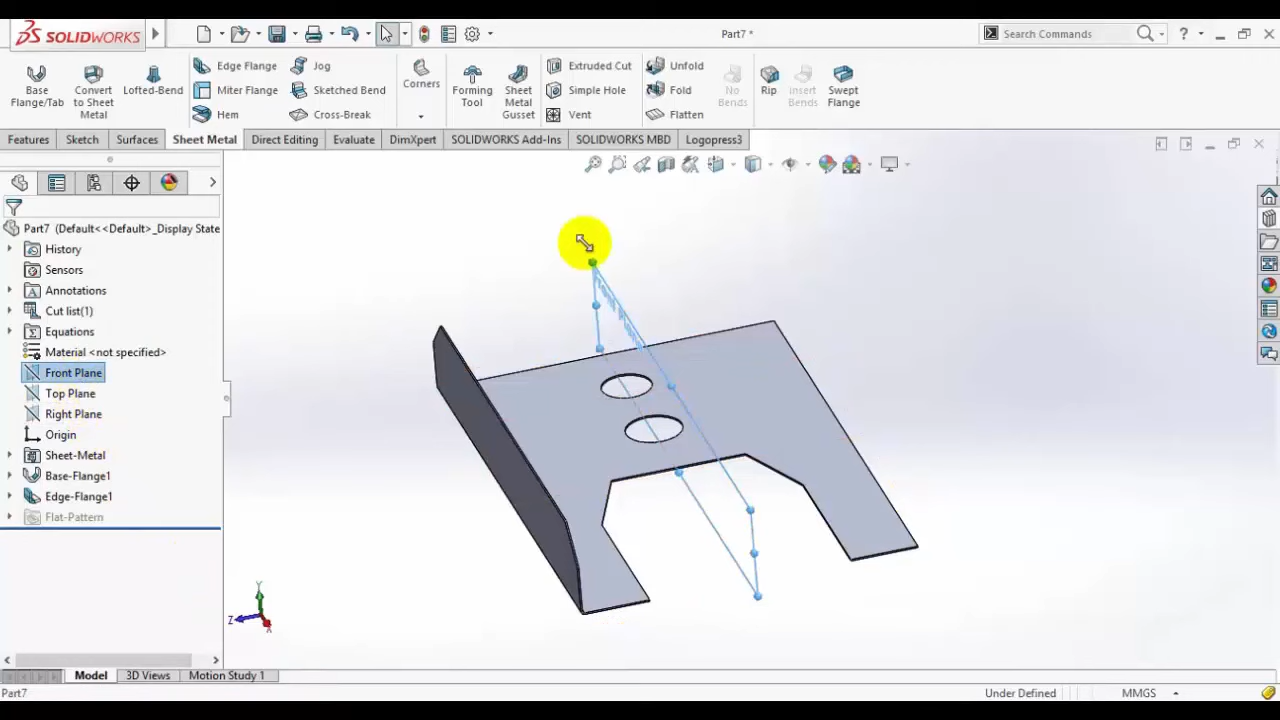 SOLIDWORKS
Part7 *
Search Commands
?
Base Flange/Tab
Convert to Sheet Metal
Lofted-Bend
Edge Flange
Miter Flange
Hem
Jog
Sketched Bend
Cross-Break
Corners
Forming Tool
Sheet Metal Gusset
Extruded Cut
Simple Hole
Vent
Unfold
Fold
Flatten
No Bends
Rip
Insert Bends
Swept Flange
Features
Sketch
Surfaces
Sheet Metal
Direct Editing
Evaluate
DimXpert
SOLIDWORKS Add-Ins
SOLIDWORKS MBD
Logopress3
Part7 (Default<<Default>_Display State
History
Sensors
Annotations
Cut list(1)
Equations
Material <not specified>
Front Plane
Top Plane
Right Plane
Origin
Sheet-Metal
Base-Flange1
Edge-Flange1
Flat-Pattern
Front Plane
Y
Z
X
Model
3D Views
Motion Study 1
Part7
Under Defined
MMGS